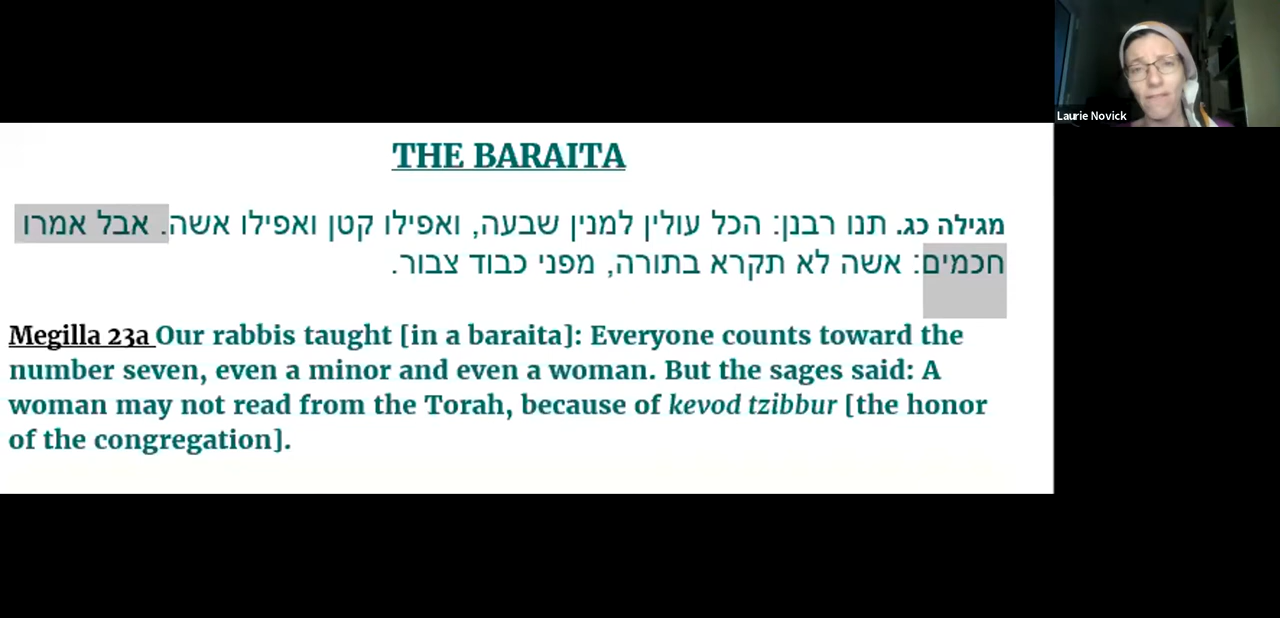 Laurie Novick
THE BARAITA
מגילה כג. תנו רבנן: הכל עולין למנין שבעה, ואפילו קטן ואפילו אשה. אבל אמרו
חכמים: אשה לא תקרא בתורה, מפני כבוד צבור.
Megilla 23a Our rabbis taught [in a baraita]: Everyone counts toward the
number seven, even a minor and even a woman. But the sages said: A
woman may not read from the Torah, because of kevod tzibbur [the honor
of the congregation].